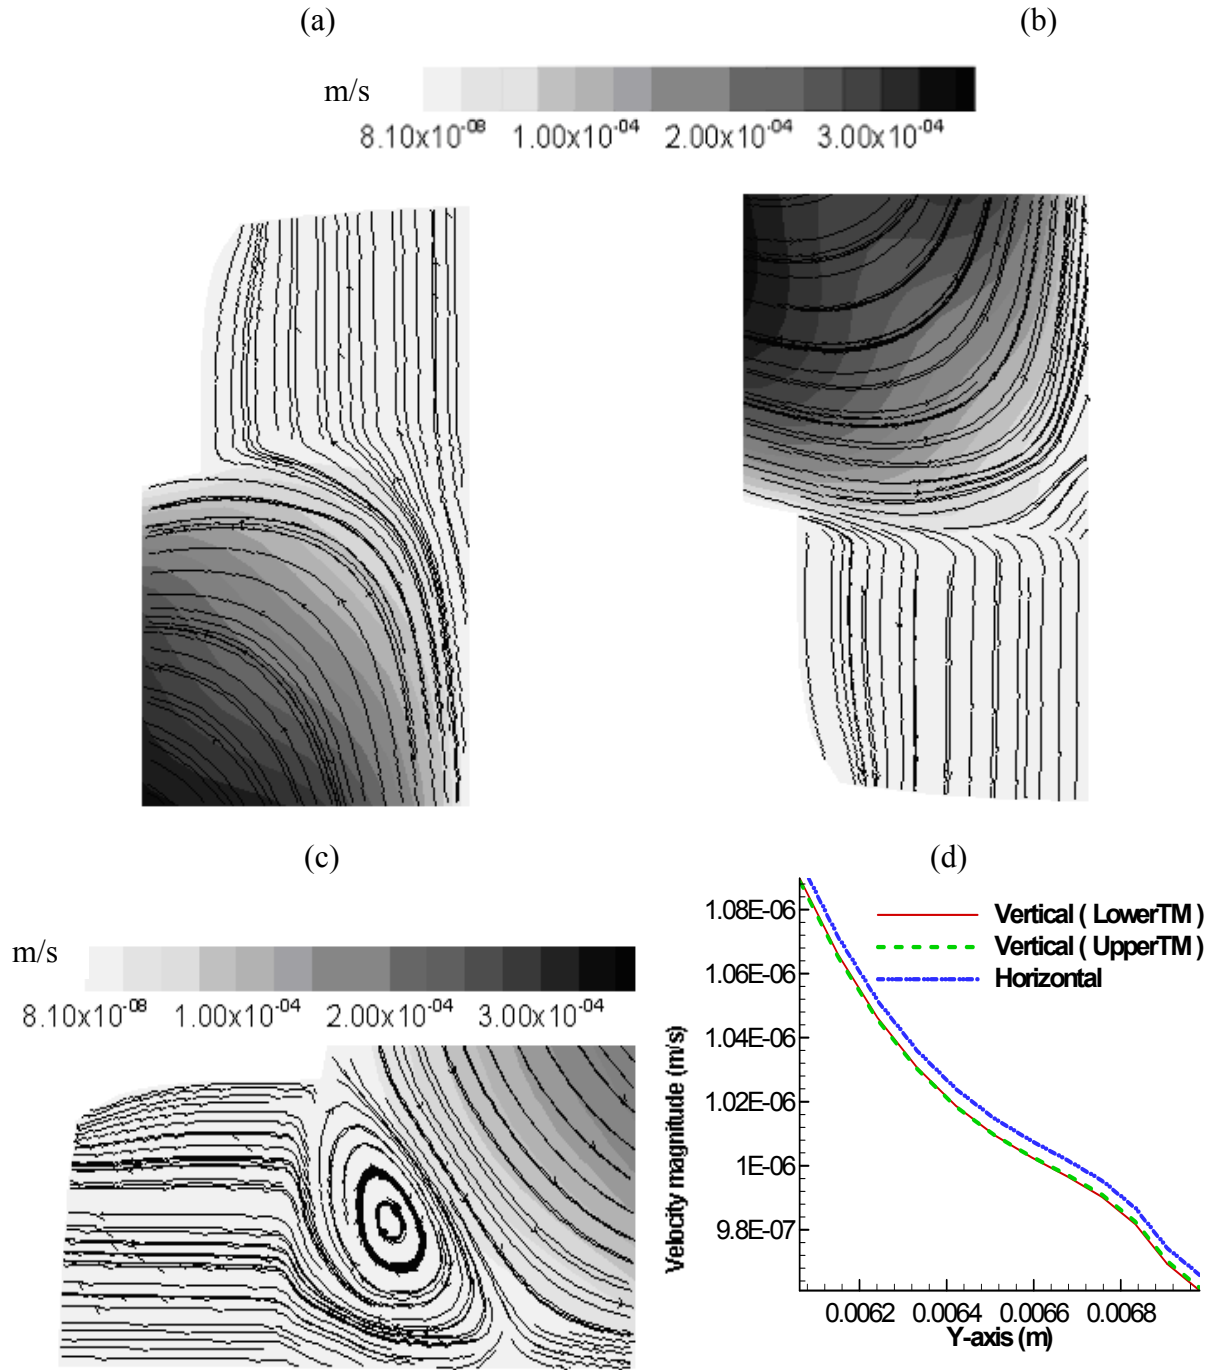 (a)
(b)
m/s
8.10x10-08 1.00x10-04 2.00x10-04 3.00x10-04
(c)
(d)
m/s
8.10x10-08 1.00x10-04 2.00x10-04 3.00x10-04
Vertical ( LowerTM )
Vertical ( UpperTM )
Horizontal
1.08E-06
1.06E-06
1.04E-06
1.02E-06
1E-06
9.8E-07
Velocity magnitude (m/s)
0.0062 0.0064 0.0066 0.0068
Y-axis (m)